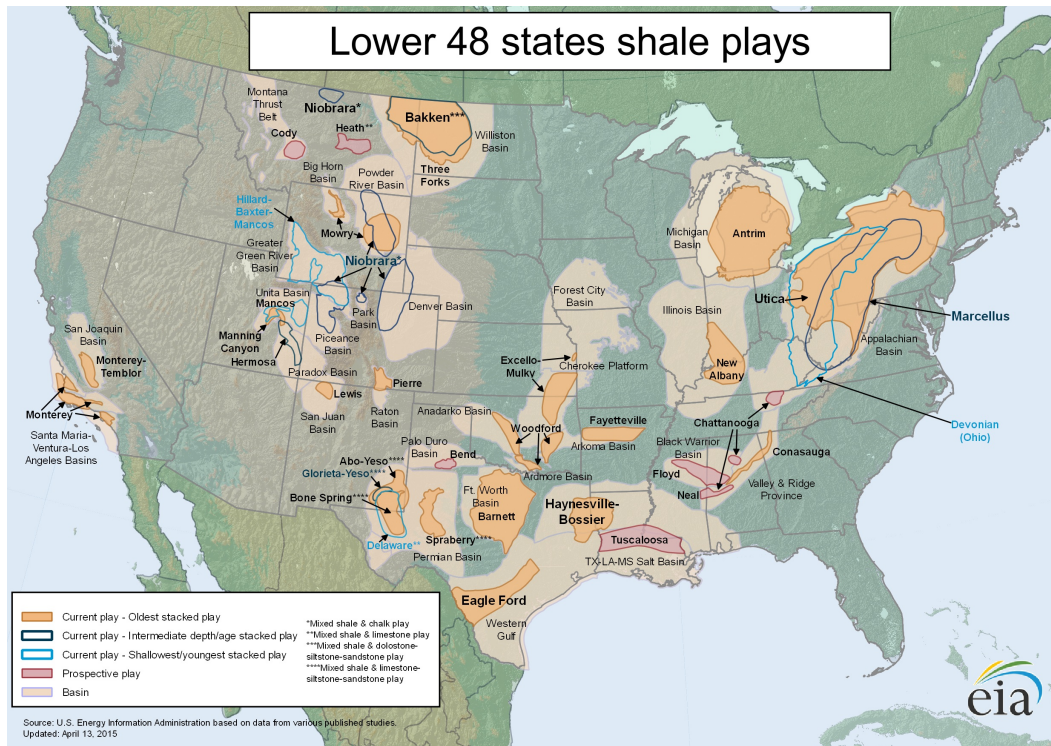 Lower 48 states shale plays
Montana
Thrust
Belt
Cody
Niobrara*
Heath**
Bakken***
Williston
Basin
Big Horn
Basin
Powder
River Basin
Three
Forks
Hillard-
Baxter-
Mancos
Mowry
Greater
Green River
Basin
Niobrara*
Michigan
Basin
Antrim
Unita Basin
Mancos
Park
Basin
Denver Basin
Forest City
Basin
Illinois Basin
Utica
Marcellus
Appalachian
Basin
San Joaquin
Basin
Monterey-
Temblor
Manning
Canyon
Hermosa
Piceance
Basin
Paradox Basin
Excello-
Mulky
Cherokee Platform
New
Albany
Monterey
Lewis
Pierre
San Juan
Basin
Raton
Basin
Anadarko Basin
Woodford
Fayetteville
Arkoma Basin
Chattanooga
Devonian
(Ohio)
Santa Maria-
Ventura-Los
Angeles Basins
Palo Duro
Basin
Bend
Ardmore Basin
Black Warrior
Basin
Conasauga
Floyd
Neal
Valley & Ridge
Province
Abo-Yeso****
Glorieta-Yeso****
Bone Spring****
Delaware**
Spraberry****
Permian Basin
Ft. Worth
Basin
Barnett
Haynesville-
Bossier
Tuscaloosa
TX-LA-MS Salt Basin
Eagle Ford
Western
Gulf
Current play - Oldest stacked play
Current play - Intermediate depth/age stacked play
Current play - Shallowest/youngest stacked play
Prospective play
Basin
*Mixed shale & chalk play
**Mixed shale & limestone play
***Mixed shale & dolostone-
siltstone-sandstone play
****Mixed shale & limestone-
siltstone-sandstone play
Source: U.S. Energy Information Administration based on data from various published studies.
Updated: April 13, 2015
eia